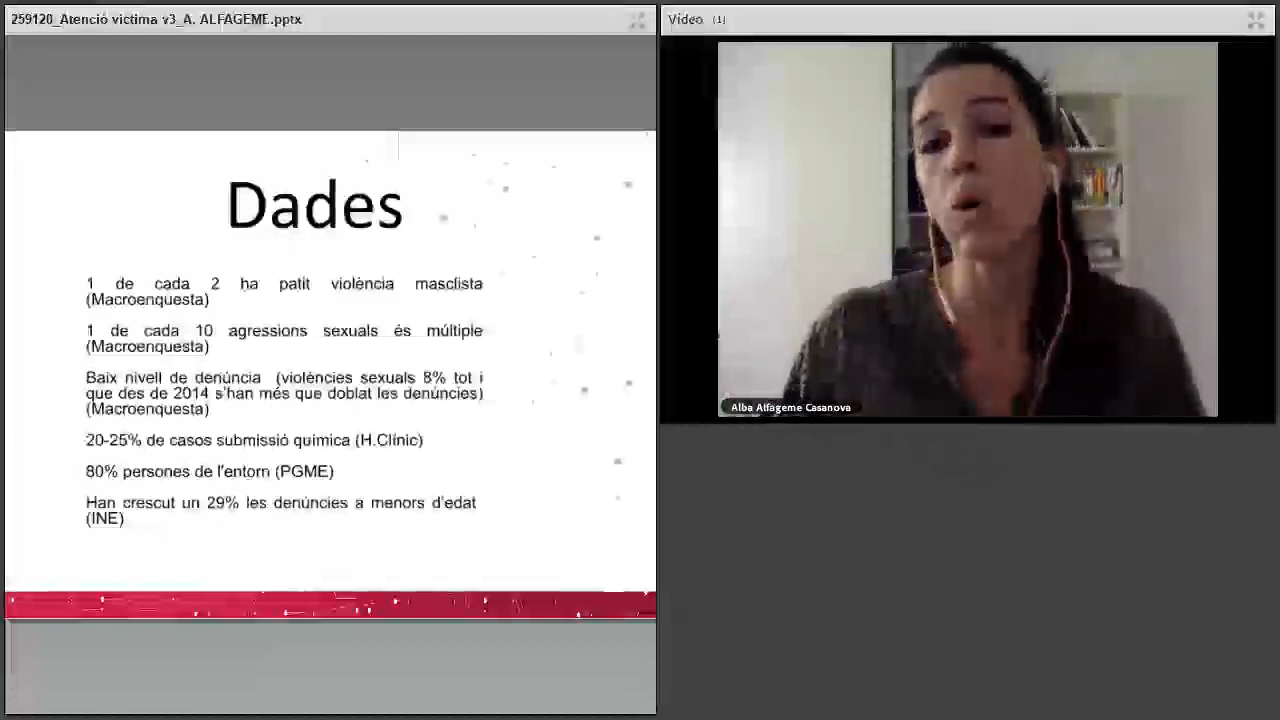 259120_Atenció victima v3_A. ALFAGEME.pptx
Vídeo (1)
Dades
1 de cada 2 ha patit violència masclista
(Macroenquesta)
1 de cada 10 agressions sexuals és múltiple
(Macroenquesta)
Baix nivell de denúncia (violències sexuals 8% tot i
que des de 2014 s'han més que doblat les denúncies)
(Macroenquesta)
20-25% de casos submissió química (H.Clínic)
80% persones de l'entorn (PGME)
Han crescut un 29% les denúncies a menors d'edat
(INE)
Alba Alfageme Casanova